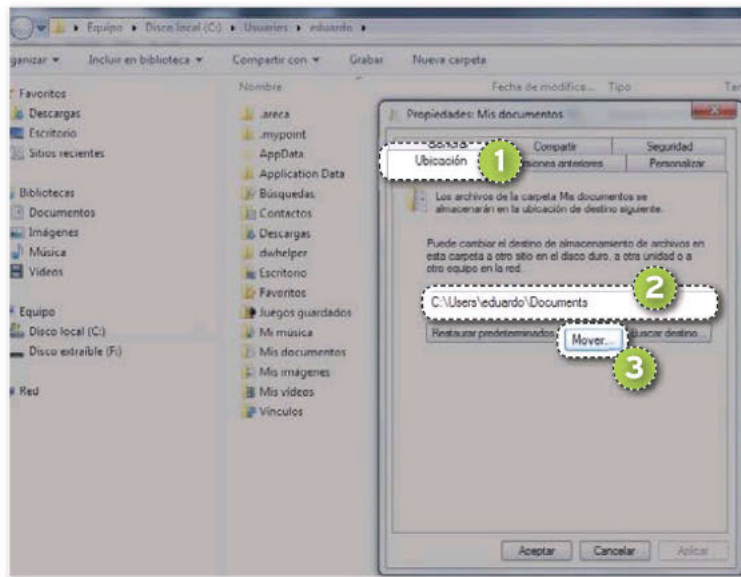 Equipo ▸ Disco local (C:) ▸ Usuarios ▸ eduardo ▸
ganizar Incluir en biblioteca Compartir con Grabar Nueva carpeta
Favoritos
Descargas
Escritorio
Sitios recientes
Bibliotecas
Documentos
Imágenes
Música
Vídeos
Equipo
Disco local (C:)
Disco extraíble (F:)
Red
Nombre Fecha de modifica... Tipo Tar
.areca
.mypoint
AppData
Application Data
Búsquedas
Contactos
Descargas
dwhelper
Escritorio
Favoritos
Juegos guardados
Mi música
Mis documentos
Mis imágenes
Mis vídeos
Vínculos
Propiedades: Mis documentos
Compartir Seguridad
Ubicación 1 siones anteriores Personalizar
Los archivos de la carpeta Mis documentos se
almacenarán en la ubicación de destino siguiente.
Puede cambiar el destino de almacenamiento de archivos en
esta carpeta a otro sitio en el disco duro, a otra unidad o a
otro equipo en la red.
C:\Users\eduardo\Documents 2
Restaurar predeterminados Mover... Buscar destino...
3
Aceptar Cancelar Aplicar